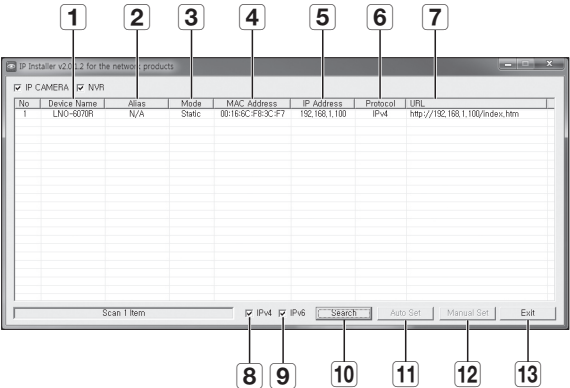 1 2 3 4 5 6 7
IP Installer v2.0.1.2 for the network products
IP CAMERA NVR
No Device Name Alias Mode MAC Address IP Address Protocol URL
1 LNO-6070R N/A Static 00:16:6C:F8:3C:F7 192,168,1,100 IPv4 http://192,168,1,100/index,htm
Scan 1 Item IPv4 IPv6 Search Auto Set Manual Set Exit
8 9 10 11 12 13